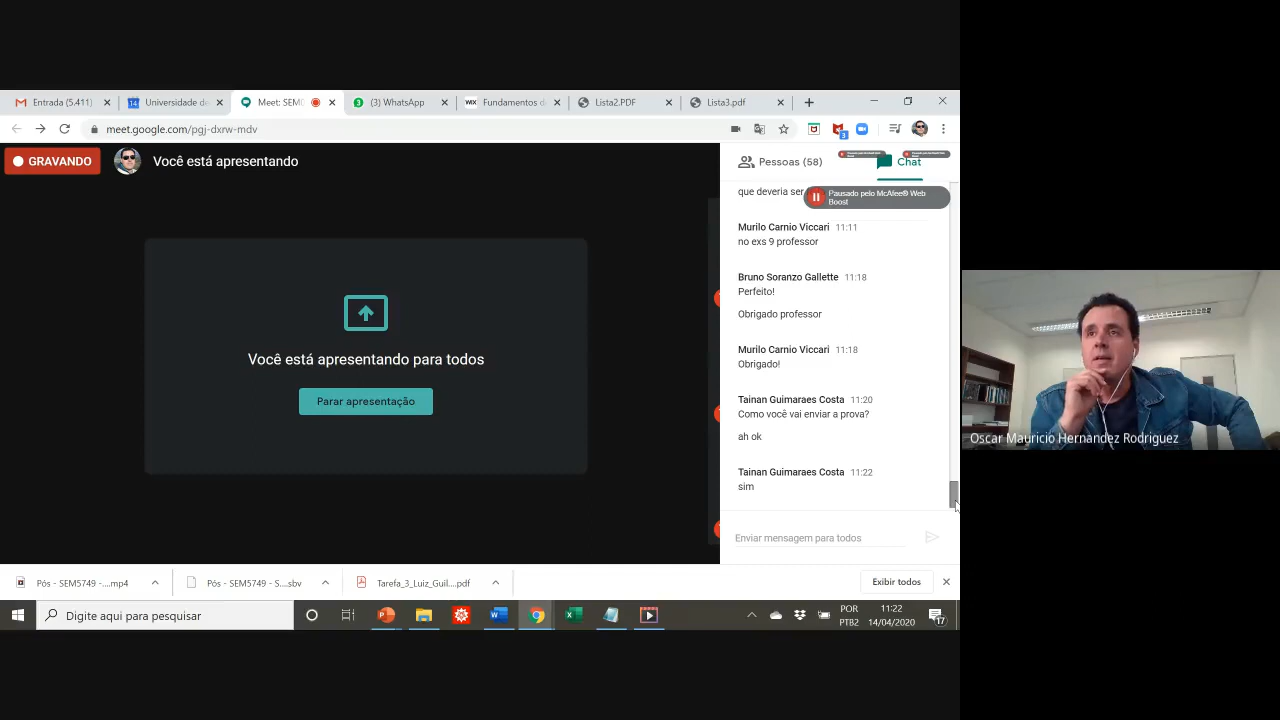 Entrada (5.411)
Universidade de
Meet: SEM0
(3) WhatsApp
WIX Fundamentos d
Lista2.PDF
Lista3.pdf
meet.google.com/pgj-dxrw-mdv
3
GRAVANDO
Você está apresentando
Pessoas (58)
Chat
que deveria ser
Pausado pelo McAfee® Web
Boost
Murilo Carnio Viccari 11:11
no exs 9 professor
Bruno Soranzo Gallette 11:18
Perfeito!
Obrigado professor
Murilo Carnio Viccari 11:18
Obrigado!
Tainan Guimaraes Costa 11:20
Como você vai enviar a prova?
ah ok
Tainan Guimaraes Costa 11:22
sim
Enviar mensagem para todos
Você está apresentando para todos
Parar apresentação
Oscar Mauricio Hernandez Rodriguez
Pós - SEM5749 -....mp4
Pós - SEM5749 - S....sbv
Tarefa_3_Luiz_Guil....pdf
Exibir todos
Digite aqui para pesquisar
POR
PTB2
11:22
14/04/2020
17